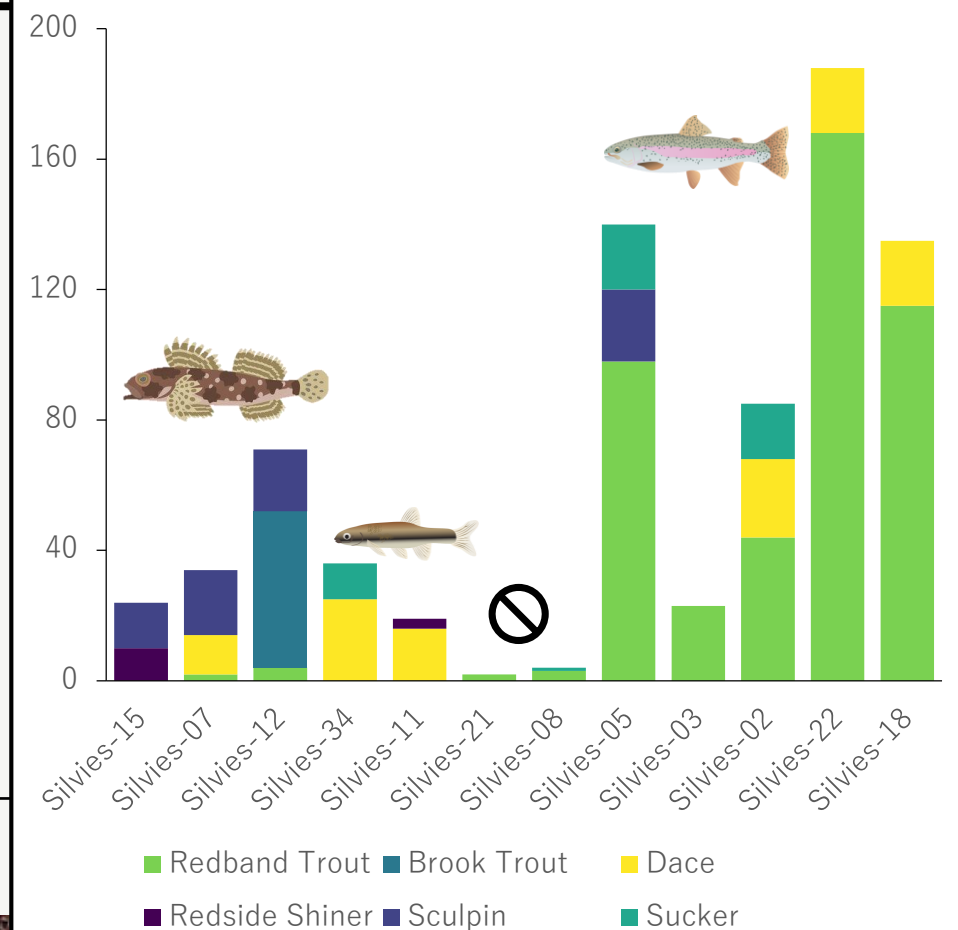 200
160
120
80
40
0
Silvies-15 Silvies-07 Silvies-12 Silvies-34 Silvies-11 Silvies-21 Silvies-08 Silvies-05 Silvies-03 Silvies-02 Silvies-22 Silvies-18
Redband Trout Brook Trout Dace
Redside Shiner Sculpin Sucker